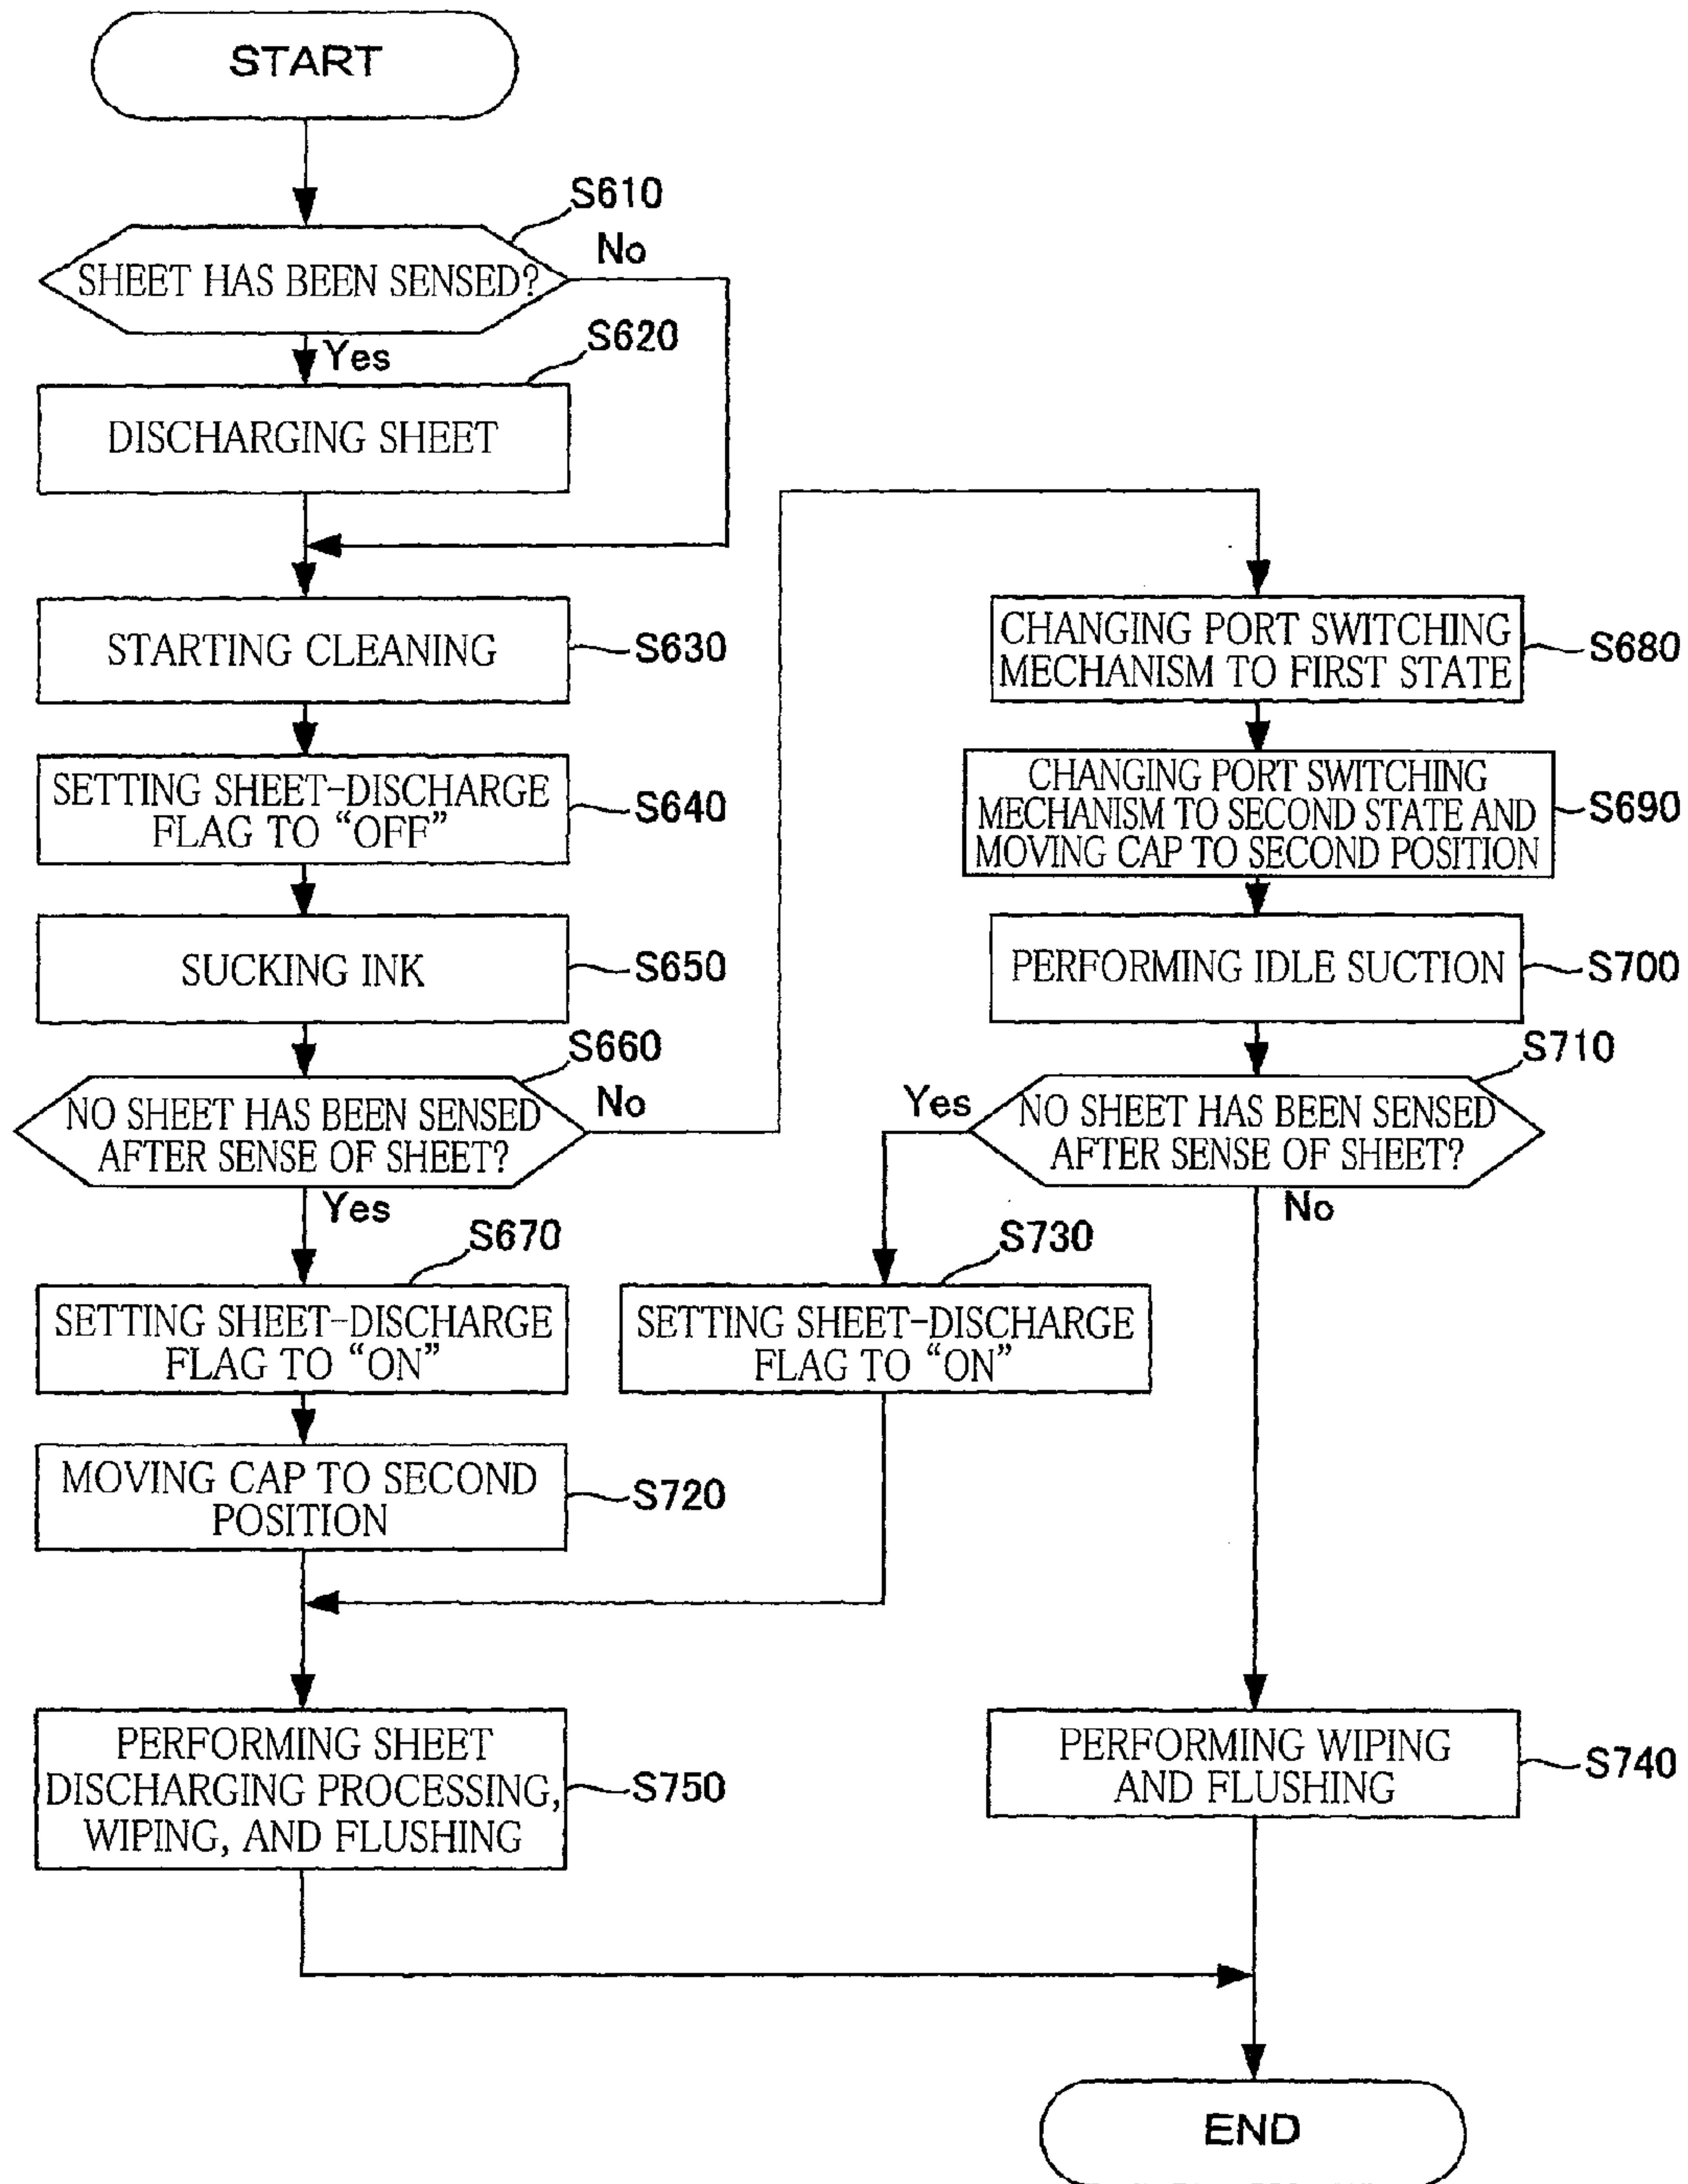 START
S610
SHEET HAS BEEN SENSED?
No
Yes
S620
DISCHARGING SHEET
STARTING CLEANING
S630
SETTING SHEET-DISCHARGE
FLAG TO “OFF”
S640
SUCKING INK
S650
S660
NO SHEET HAS BEEN SENSED
AFTER SENSE OF SHEET?
No
Yes
S670
SETTING SHEET-DISCHARGE
FLAG TO “ON”
MOVING CAP TO SECOND
POSITION
S720
CHANGING PORT SWITCHING
MECHANISM TO FIRST STATE
S680
CHANGING PORT SWITCHING
MECHANISM TO SECOND STATE AND
MOVING CAP TO SECOND POSITION
S690
PERFORMING IDLE SUCTION
S700
S710
NO SHEET HAS BEEN SENSED
AFTER SENSE OF SHEET?
Yes
No
S730
SETTING SHEET-DISCHARGE
FLAG TO “ON”
PERFORMING SHEET
DISCHARGING PROCESSING,
WIPING, AND FLUSHING
S750
PERFORMING WIPING
AND FLUSHING
S740
END